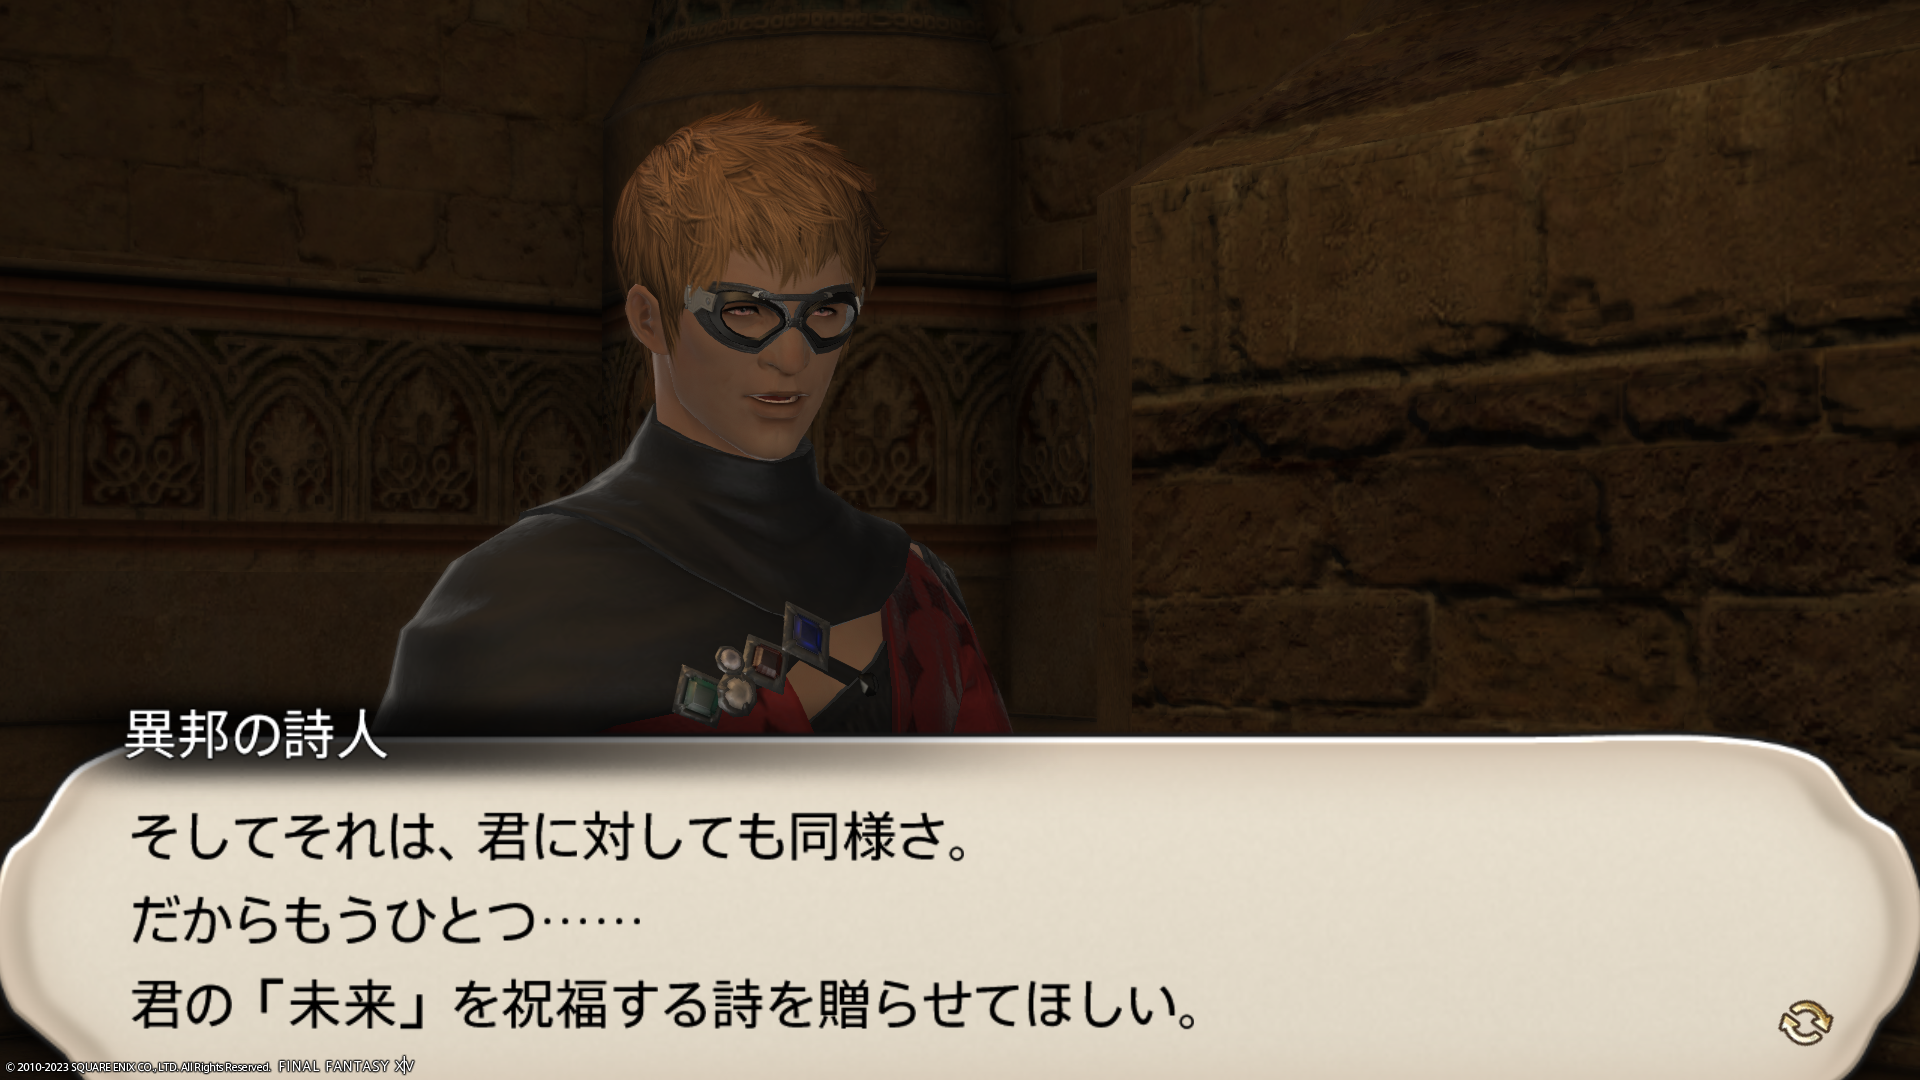 異邦の詩人
そしてそれは、君に対しても同様さ。
だからもうひとつ……
君の「未来」を祝福する詩を贈らせてほしい。
© 2010-2023 SQUARE ENIX CO., LTD. All Rights Reserved. FINAL FANTASY XIV